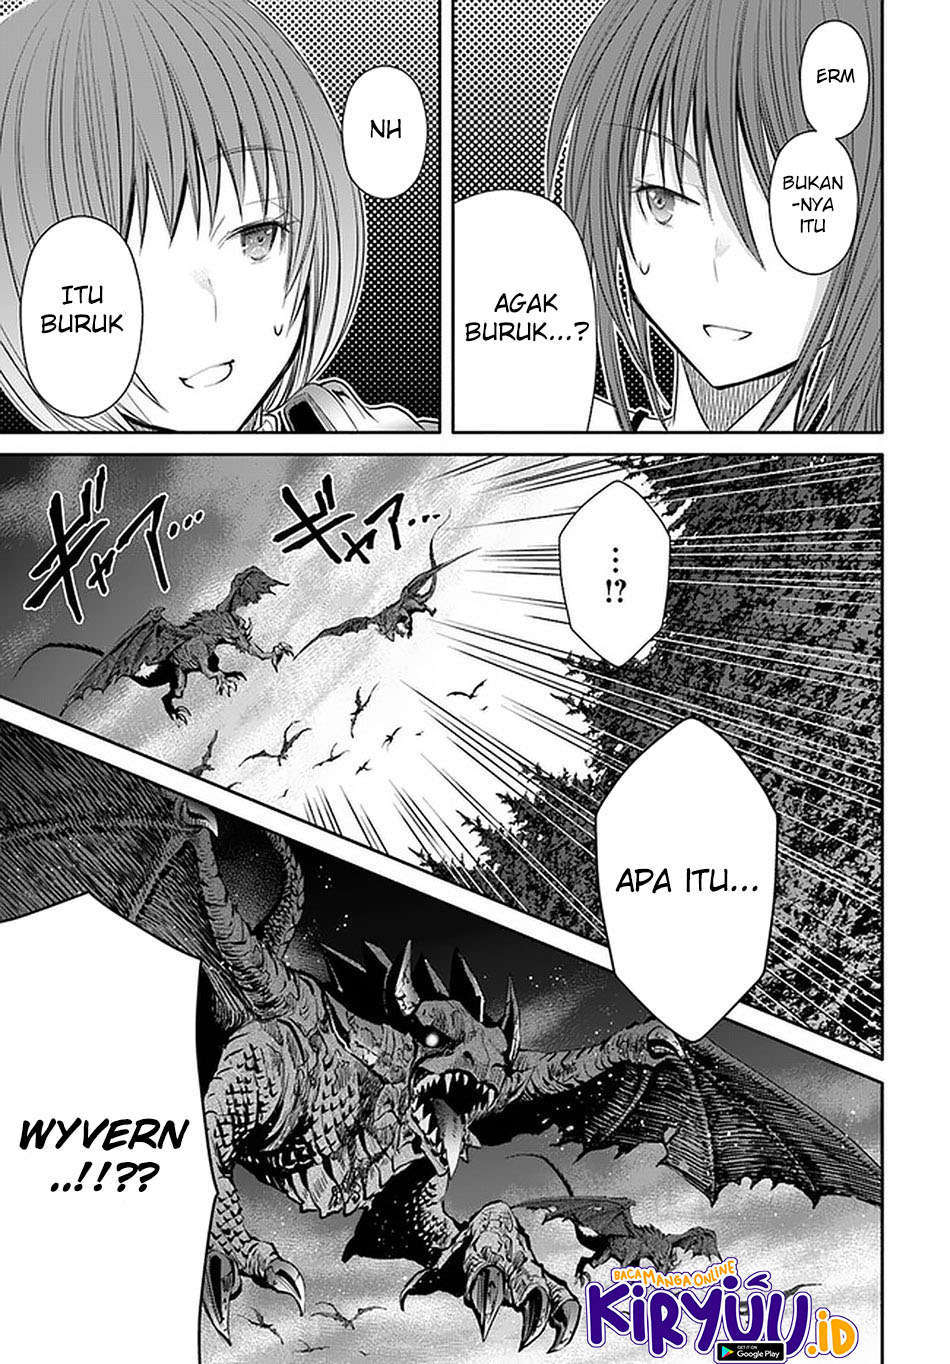 ERM
BUKAN
-NYA
ITU
AGAK
BURUK...?
NH
ITU
BURUK
...!?
ギャア...
ギャア...
APA ITU...
WYVERN
..!!??
BACA MANGA ONLINE
KIRYUU.ID
GET IT ON
Google Play